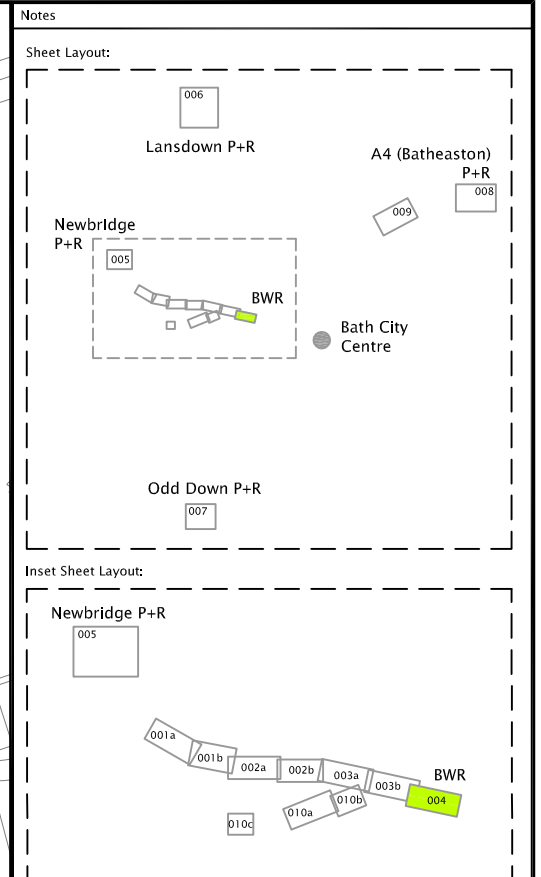 Notes
Sheet Layout:
006
Lansdown P+R
A4 (Batheaston)
P+R
008
009
Newbridge
P+R
005
BWR
Bath City
Centre
Odd Down P+R
007
Inset Sheet Layout:
Newbridge P+R
005
001a
001b
002a
002b
003a
003b
BWR
004
010a
010b
010c